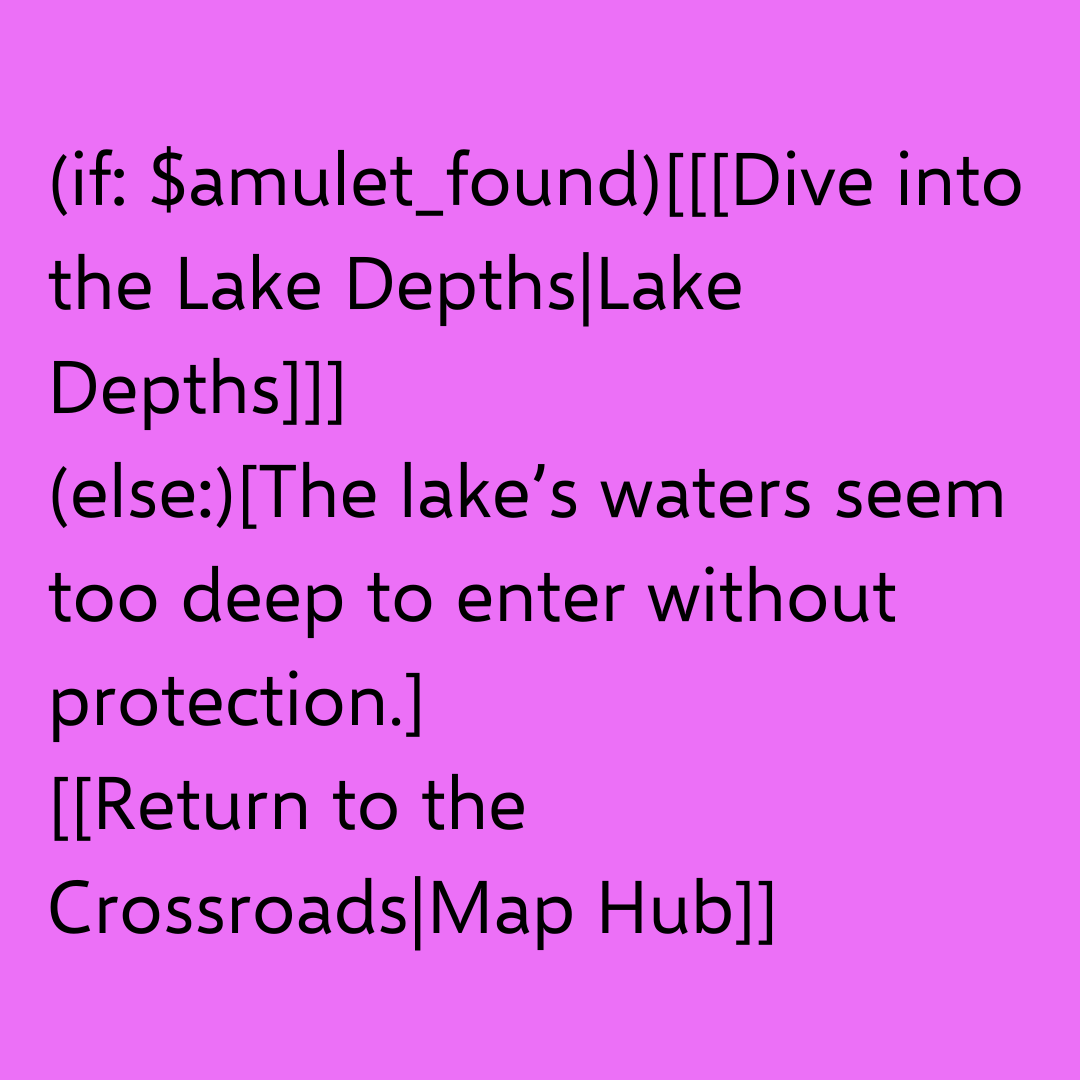 (if: $amulet_found)[[[Dive into
the Lake Depths|Lake
Depths]]]
(else:)[The lake’s waters seem
too deep to enter without
protection.]
[[Return to the
Crossroads|Map Hub]]